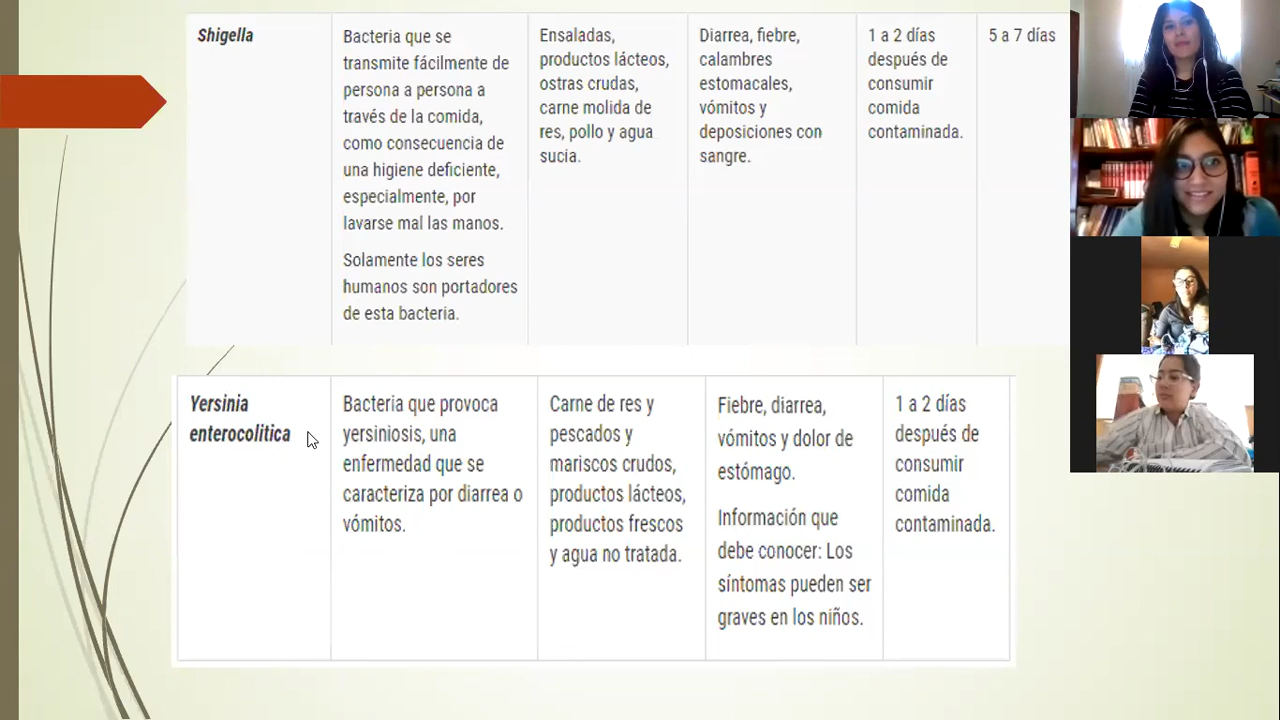 Shigella
Bacteria que se
transmite fácilmente de
persona a persona a
través de la comida,
como consecuencia de
una higiene deficiente,
especialmente, por
lavarse mal las manos.
Solamente los seres
humanos son portadores
de esta bacteria.
Ensaladas,
productos lácteos,
ostras crudas,
carne molida de
res, pollo y agua
sucia.
Diarrea, fiebre,
calambres
estomacales,
vómitos y
deposiciones con
sangre.
1 a 2 días
después de
consumir
comida
contaminada.
5 a 7 días
Yersinia
enterocolitica
Bacteria que provoca
yersiniosis, una
enfermedad que se
caracteriza por diarrea o
vómitos.
Carne de res y
pescados y
mariscos crudos,
productos lácteos,
productos frescos
y agua no tratada.
Fiebre, diarrea,
vómitos y dolor de
estómago.
Información que
debe conocer: Los
síntomas pueden ser
graves en los niños.
1 a 2 días
después de
consumir
comida
contaminada.